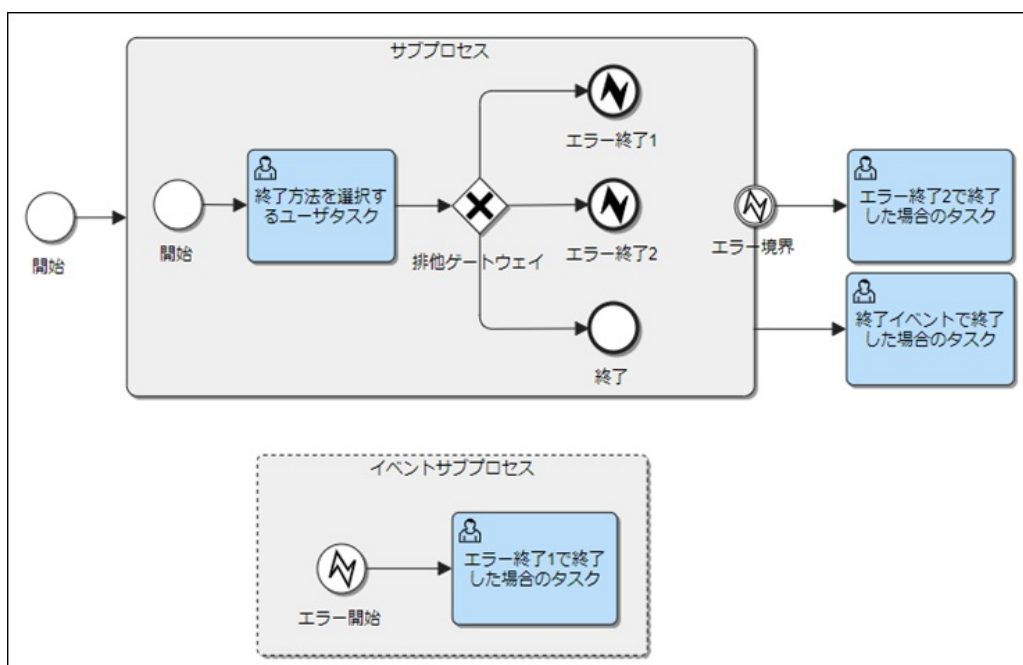 サブプロセス
エラー終了1
終了方法を選択す
るユーザタスク
エラー終了2で終了
した場合のタスク
開始
開始
排他ゲートウェイ
エラー終了2
エラー境界
終了イベントで終了
した場合のタスク
終了
イベントサブプロセス
エラー終了1で終了
した場合のタスク
エラー開始